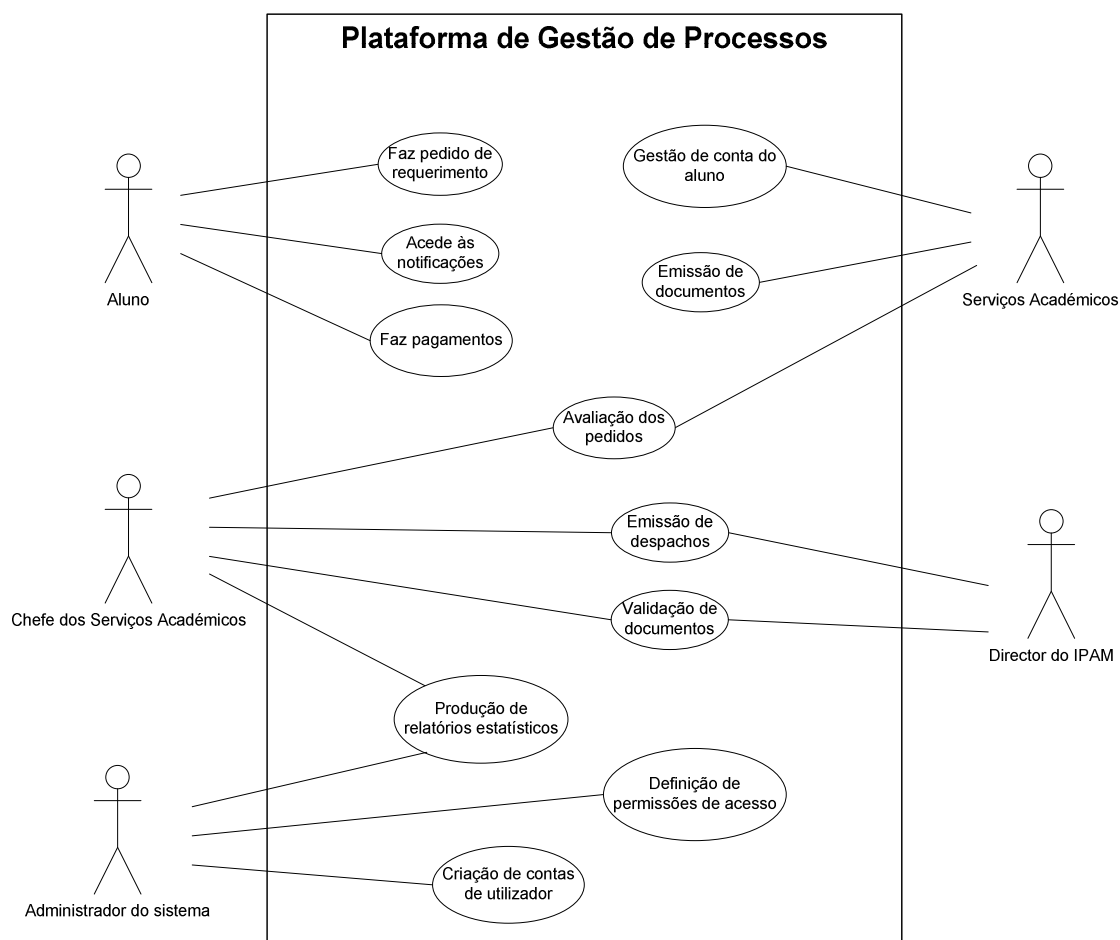 Plataforma de Gestão de Processos
Faz pedido de
requerimento
Gestão de conta do
aluno
Acede às
notificações
Emissão de
documentos
Aluno
Serviços Académicos
Faz pagamentos
Avaliação dos
pedidos
Emissão de
despachos
Chefe dos Serviços Académicos
Validação de
documentos
Director do IPAM
Produção de
relatórios estatísticos
Definição de
permissões de acesso
Criação de contas
de utilizador
Administrador do sistema